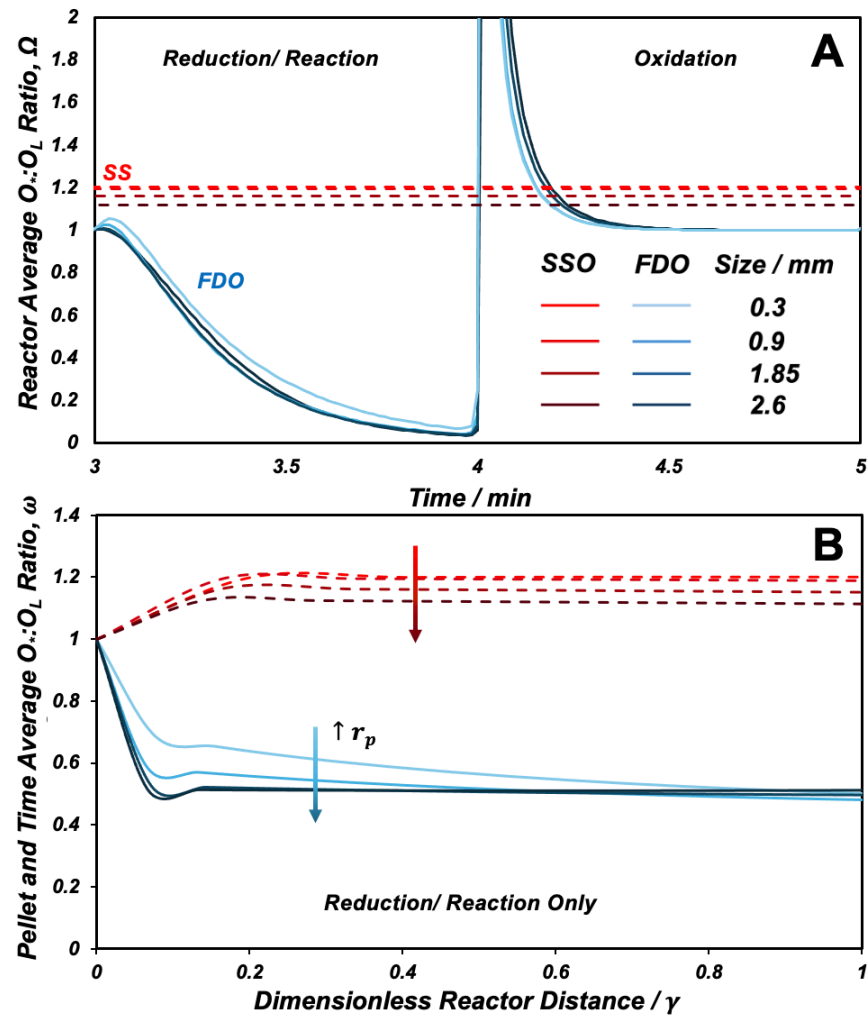 Reactor Average O*:OL Ratio, Ω
2
1.8
1.6
1.4
1.2
1
0.8
0.6
0.4
0.2
0
Reduction/ Reaction
Oxidation
A
SS
FDO
SSO FDO Size / mm
0.3
0.9
1.85
2.6
3 3.5 4 4.5 5
Time / min
Pellet and Time Average O*:OL Ratio, ω
1.4
1.2
1
0.8
0.6
0.4
0.2
0
B
↑ rp
Reduction/ Reaction Only
0 0.2 0.4 0.6 0.8 1
Dimensionless Reactor Distance / γ